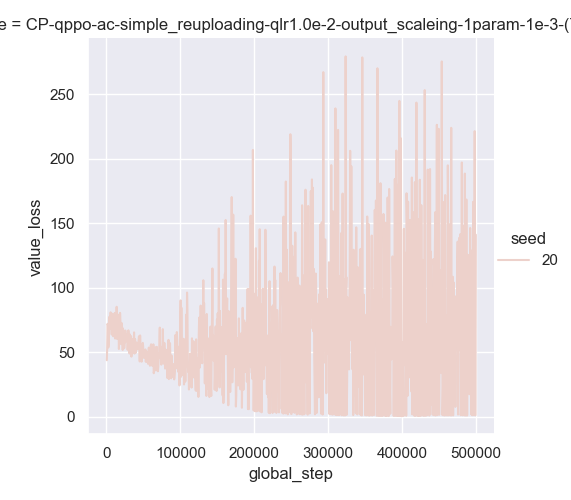 e = CP-qppo-ac-simple_reuploading-qlr1.0e-2-output_scaleing-1param-1e-3-(
250
200
150
100
50
0
value_loss
0 100000 200000 300000 400000 500000
global_step
seed
20